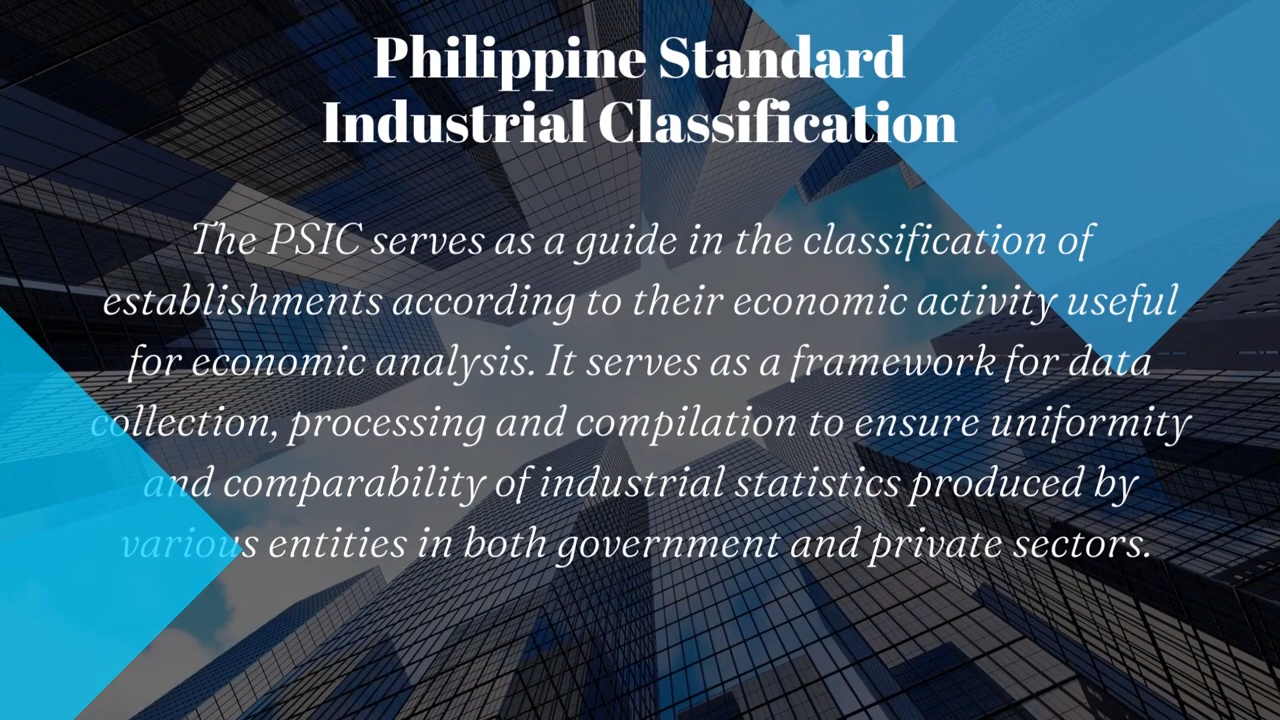 Philippine Standard
Industrial Classification
The PSIC serves as a guide in the classification of
establishments according to their economic activity useful
for economic analysis. It serves as a framework for data
collection, processing and compilation to ensure uniformity
and comparability of industrial statistics produced by
various entities in both government and private sectors.